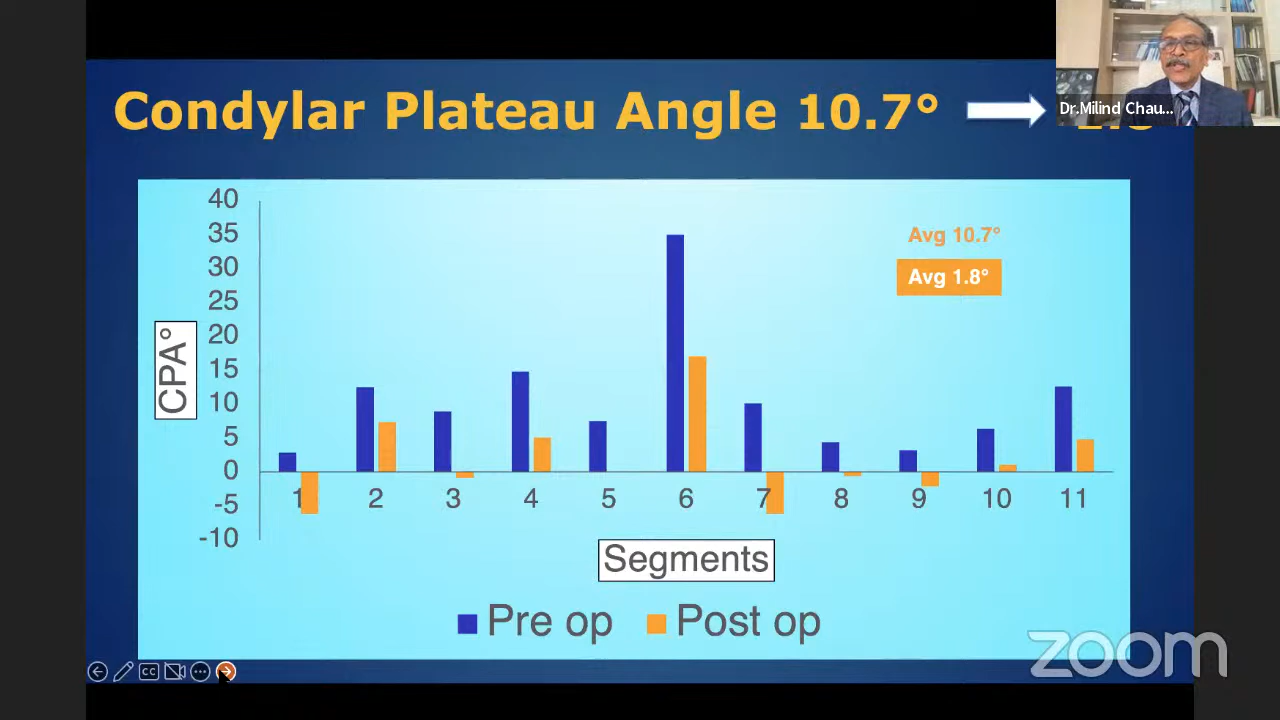 Condylar Plateau Angle 10.7°
Dr.Milind Chau...
40
35
30
25
20
15
10
5
0
-5
-10
CPA°
Avg 10.7°
Avg 1.8°
1 2 3 4 5 6 7 8 9 10 11
Segments
Pre op Post op
CC
zoom